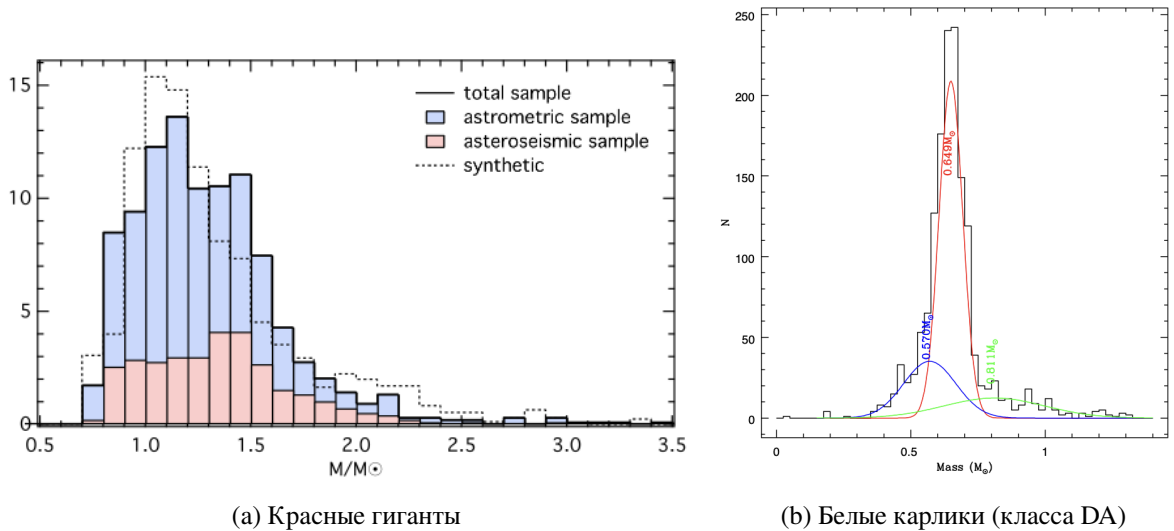 15
10
5
0
total sample
astrometric sample
asteroseismic sample
synthetic
0.5 1.0 1.5 2.0 2.5 3.0 3.5
M/M⊙
(a) Красные гиганты
250
200
150
100
50
0
N
0.649M⊙
0.570M⊙
0.811M⊙
0 0.5 1
Mass (M⊙)
(b) Белые карлики (класса DA)